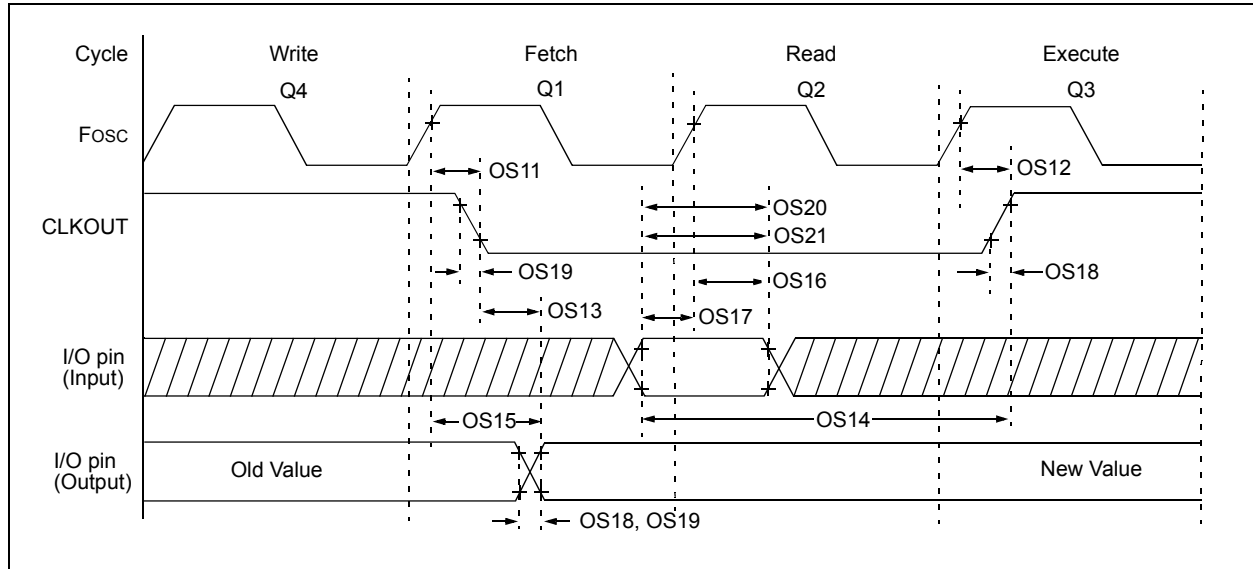 Cycle Write Fetch Read Execute
Q4 Q1 Q2 Q3
Fosc
OS11 OS12
OS20
CLKOUT
OS21
OS19 OS18
OS16
OS13 OS17
I/O pin
(Input)
OS15 OS14
I/O pin
(Output)
Old Value New Value
OS18, OS19